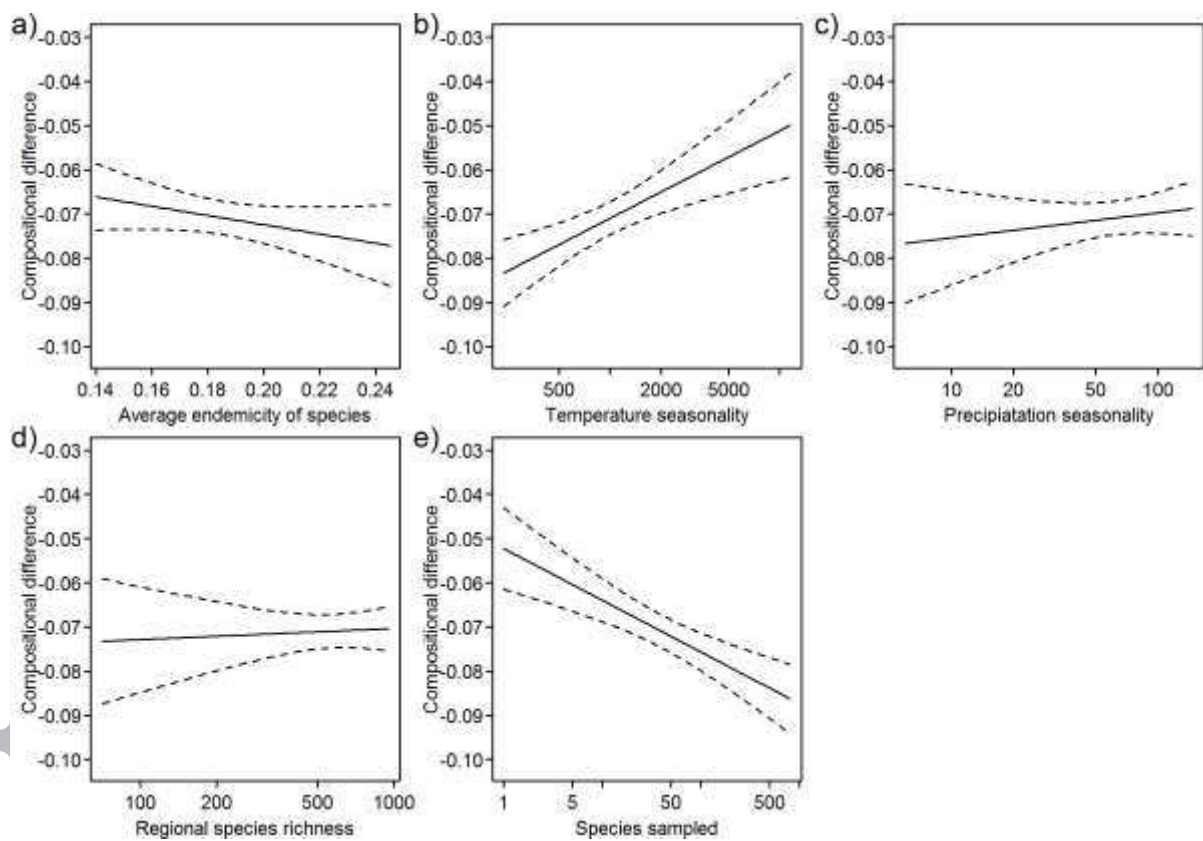 a)
Compositional difference
-0.03
-0.04
-0.05
-0.06
-0.07
-0.08
-0.09
-0.10
0.14 0.16 0.18 0.20 0.22 0.24
Average endemicity of species
b)
Compositional difference
-0.03
-0.04
-0.05
-0.06
-0.07
-0.08
-0.09
-0.10
500 2000 5000
Temperature seasonality
c)
Compositional difference
-0.03
-0.04
-0.05
-0.06
-0.07
-0.08
-0.09
-0.10
10 20 50 100
Precipiatation seasonality
d)
Compositional difference
-0.03
-0.04
-0.05
-0.06
-0.07
-0.08
-0.09
-0.10
100 200 500 1000
Regional species richness
e)
Compositional difference
-0.03
-0.04
-0.05
-0.06
-0.07
-0.08
-0.09
-0.10
1 5 50 500
Species sampled